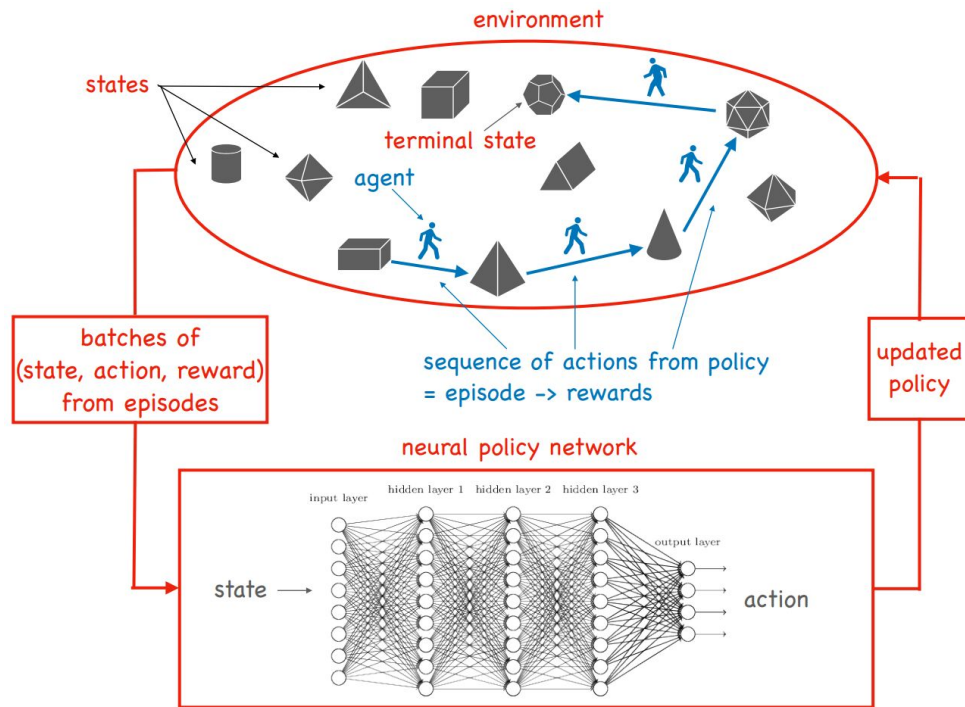 environment
states
terminal state
agent
sequence of actions from policy
= episode -> rewards
batches of
(state, action, reward)
from episodes
updated
policy
neural policy network
input layer
hidden layer 1
hidden layer 2
hidden layer 3
output layer
state
action